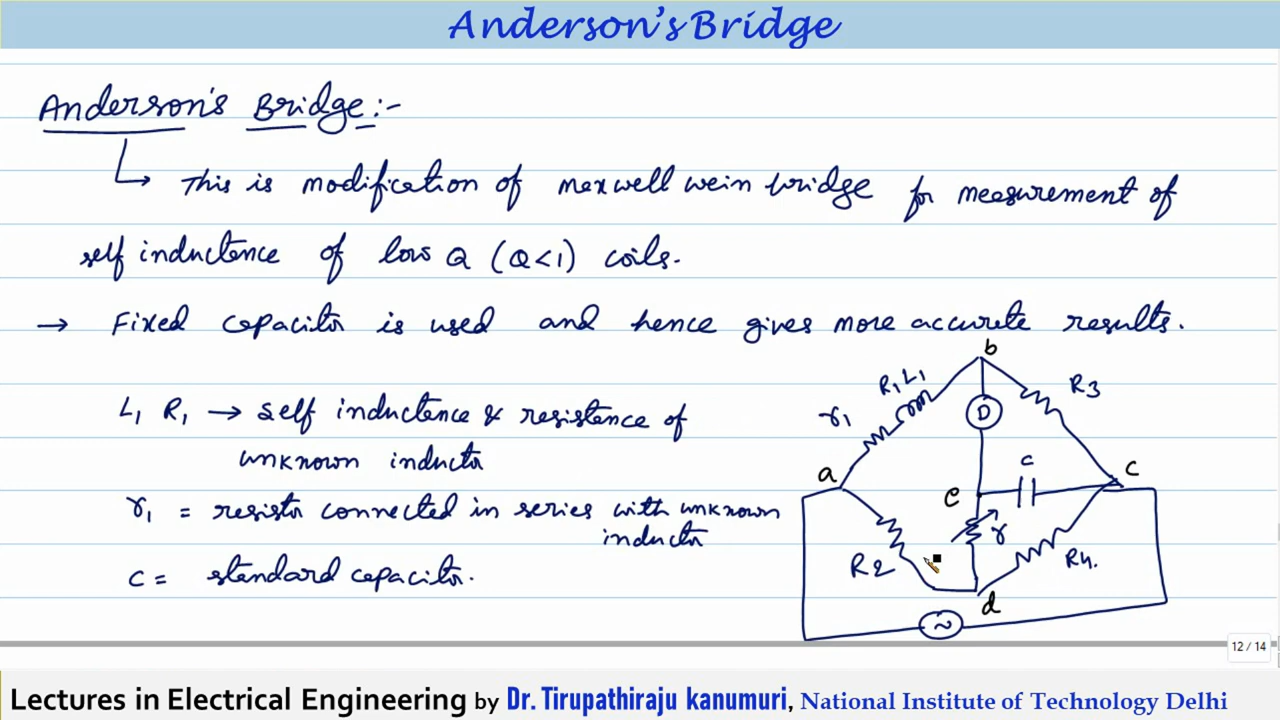 Anderson's Bridge
Anderson's Bridge :-
This is modification of maxwell wein bridge for measurement of
self inductence of low Q (Q<1) coils.
→ Fixed capacitor is used and hence gives more accurate results.
L1 R1 → self inductence & resistence of
unknown inductor
r1 = resistor connected in series with unknown
inductor
C = standard capacitor.
b
R1 L1
R3
r1
D
a
C
c
e
r
R2
R4.
d
~
12 / 14
Lectures in Electrical Engineering by Dr. Tirupathiraju kanumuri, National Institute of Technology Delhi